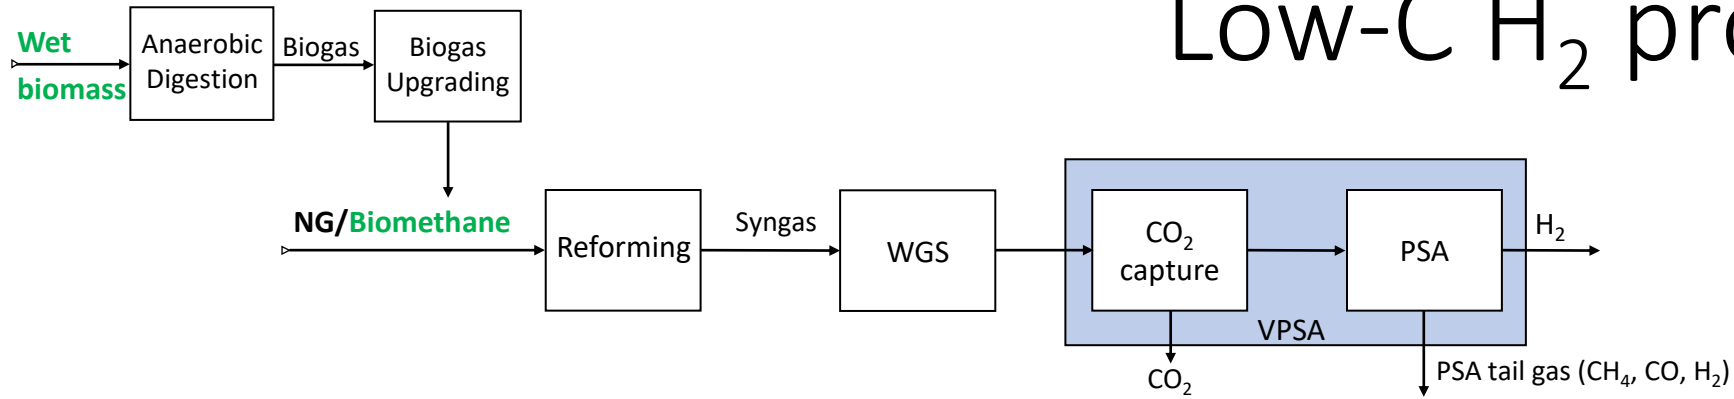 Low-C H₂ pro
Wet
biomass
Anaerobic
Digestion
Biogas
Biogas
Upgrading
NG/Biomethane
Reforming
Syngas
WGS
CO₂
capture
PSA
H₂
VPSA
CO₂
PSA tail gas (CH₄, CO, H₂)